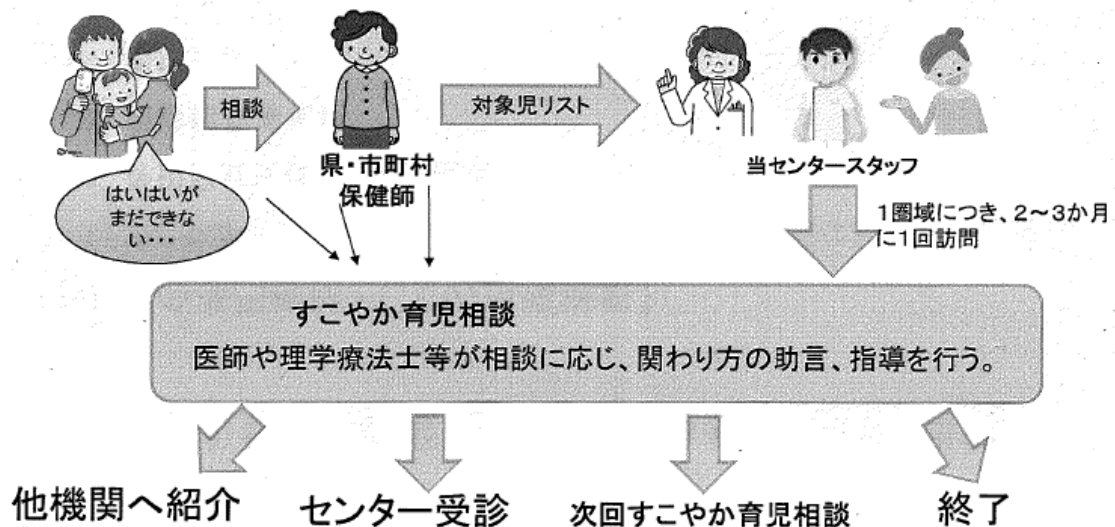 相談
対象児リスト
県・市町村
保健師
当センタースタッフ
はいはいが
まだできな
い・・・
1圏域につき、2～3か月
に1回訪問
すこやか育児相談
医師や理学療法士等が相談に応じ、関わり方の助言、指導を行う。
他機関へ紹介
センター受診
次回すこやか育児相談
終了